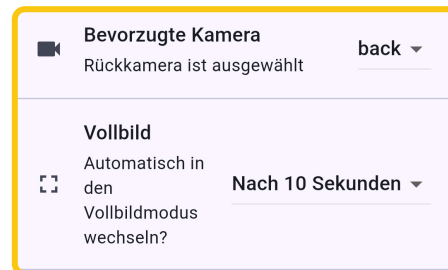 Bevorzugte Kamera
Rückkamera ist ausgewählt
back
Vollbild
Automatisch in
den
Vollbildmodus
wechseln?
Nach 10 Sekunden